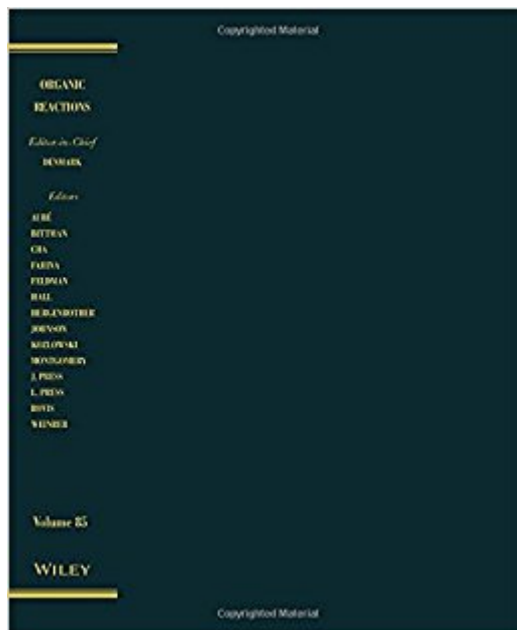 Copyrighted Material
ORGANIC
REACTIONS
Editor-in-Chief
DENMARK
Editors
AUBÉ
BITTMAN
CHA
FARINA
FELDMAN
HALL
HERGENROTHER
JOHNSON
KOZLOWSKI
MONTGOMERY
J. PRESS
L. PRESS
ROVIS
WEINREB
Volume 85
WILEY
Copyrighted Material